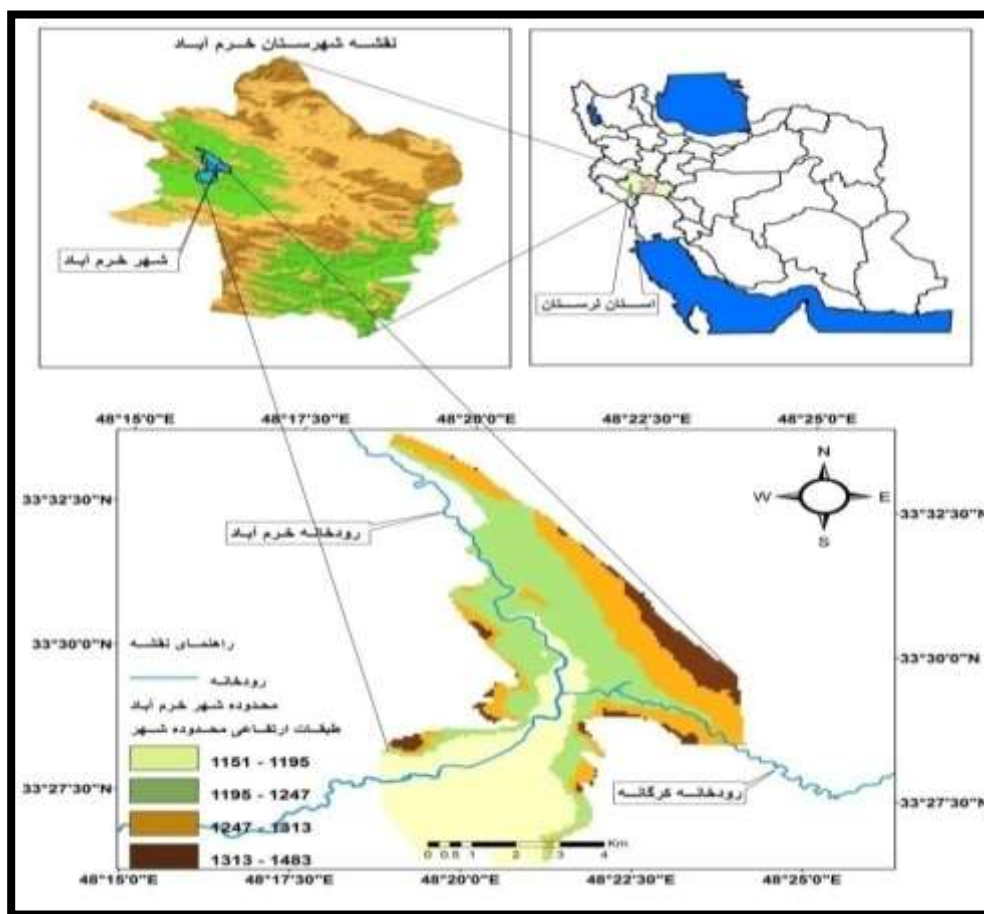 نقشه شهرستان خرم آباد
شهر خرم آباد
استان لرستان
48°15'0"E 48°17'30"E 48°20'0"E 48°22'30"E 48°25'0"E
N
W E
S
33°32'30"N 33°32'30"N
رودخانه خرم آباد
33°30'0"N 33°30'0"N
راهنمای نقشه
رودخانه
محدوده شهر خرم آباد
طبقات ارتفاعی محدوده شهر
1151 - 1195
1195 - 1247
1247 - 1313
1313 - 1483
رودخانه کرگانه
33°27'30"N 33°27'30"N
0 0.5 1 2 3 4 Km
48°15'0"E 48°17'30"E 48°20'0"E 48°22'30"E 48°25'0"E